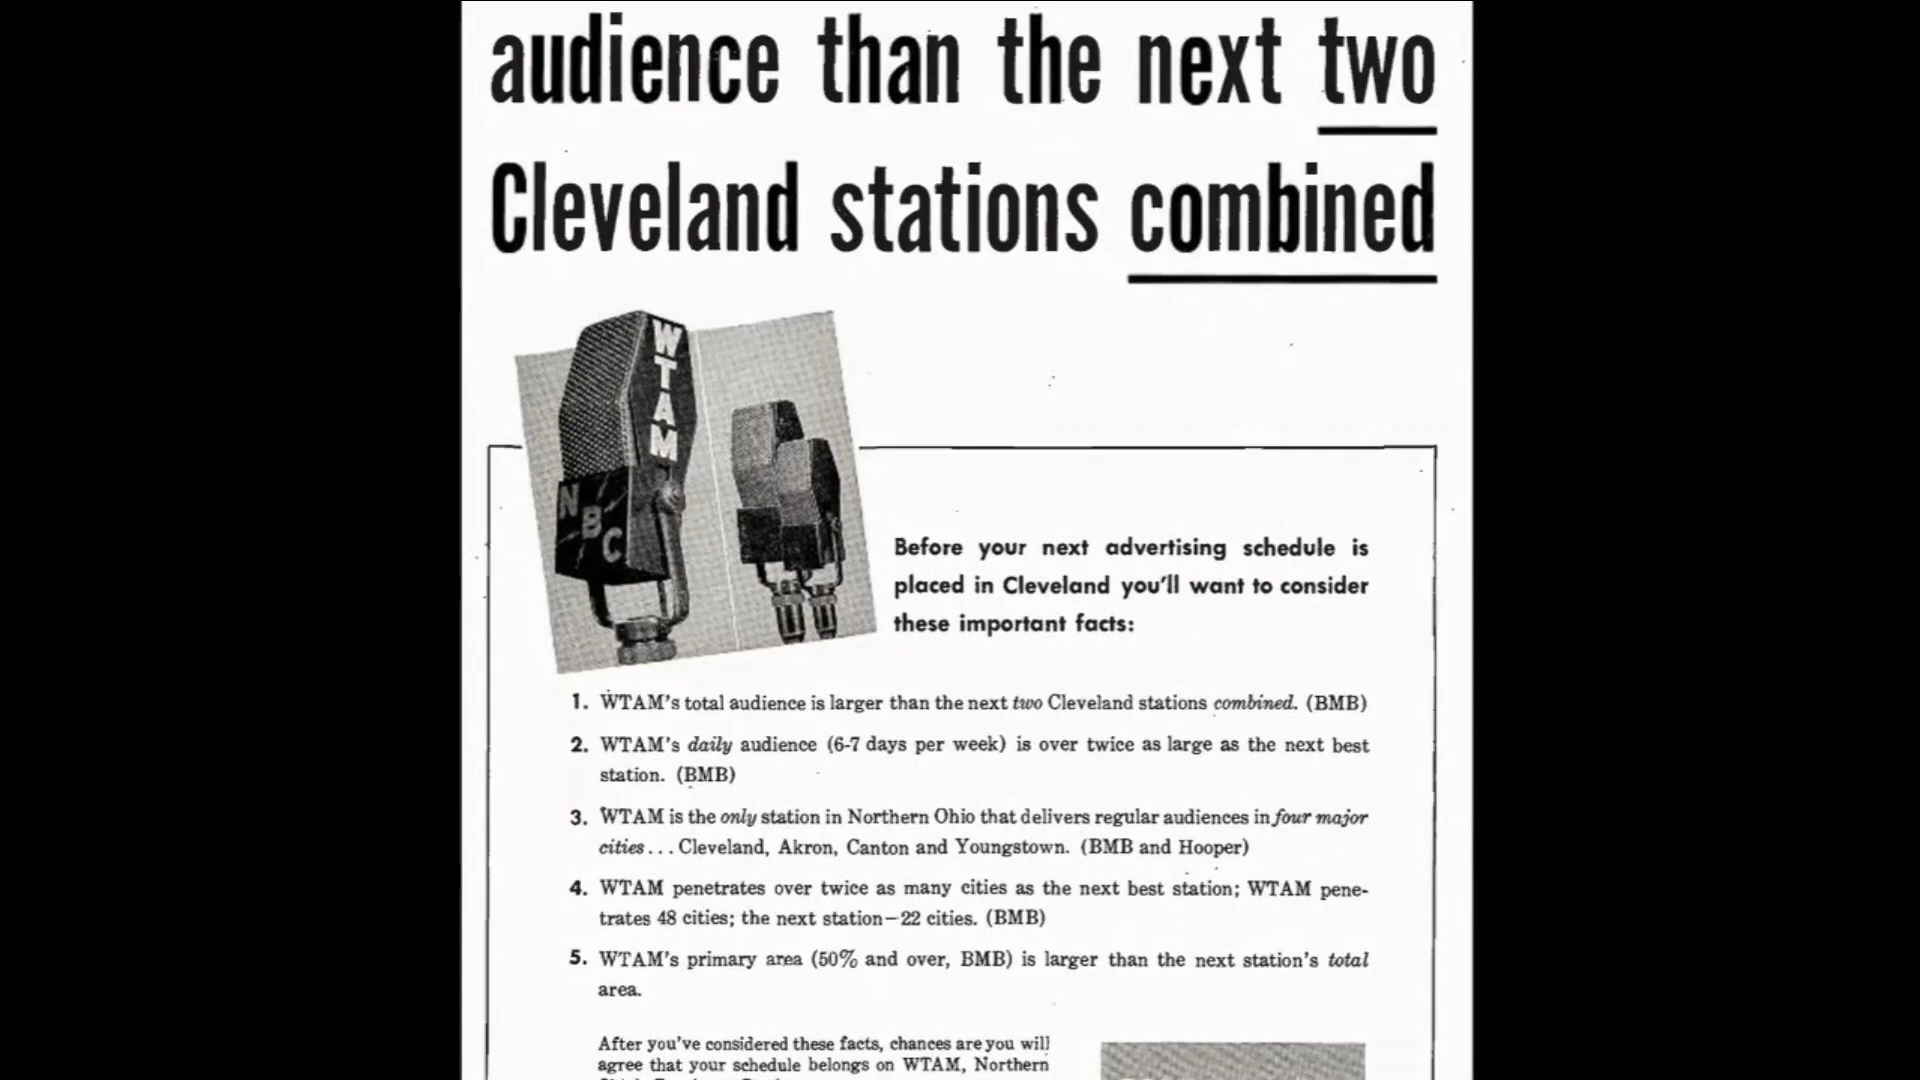 audience than the next two
Cleveland stations combined
WTAM
NBC
Before your next advertising schedule is
placed in Cleveland you'll want to consider
these important facts:
1. WTAM's total audience is larger than the next two Cleveland stations combined. (BMB)
2. WTAM's daily audience (6-7 days per week) is over twice as large as the next best
station. (BMB)
3. WTAM is the only station in Northern Ohio that delivers regular audiences in four major
cities... Cleveland, Akron, Canton and Youngstown. (BMB and Hooper)
4. WTAM penetrates over twice as many cities as the next best station; WTAM pene-
trates 48 cities; the next station—22 cities. (BMB)
5. WTAM's primary area (50% and over, BMB) is larger than the next station's total
area.
After you've considered these facts, chances are you will
agree that your schedule belongs on WTAM, Northern